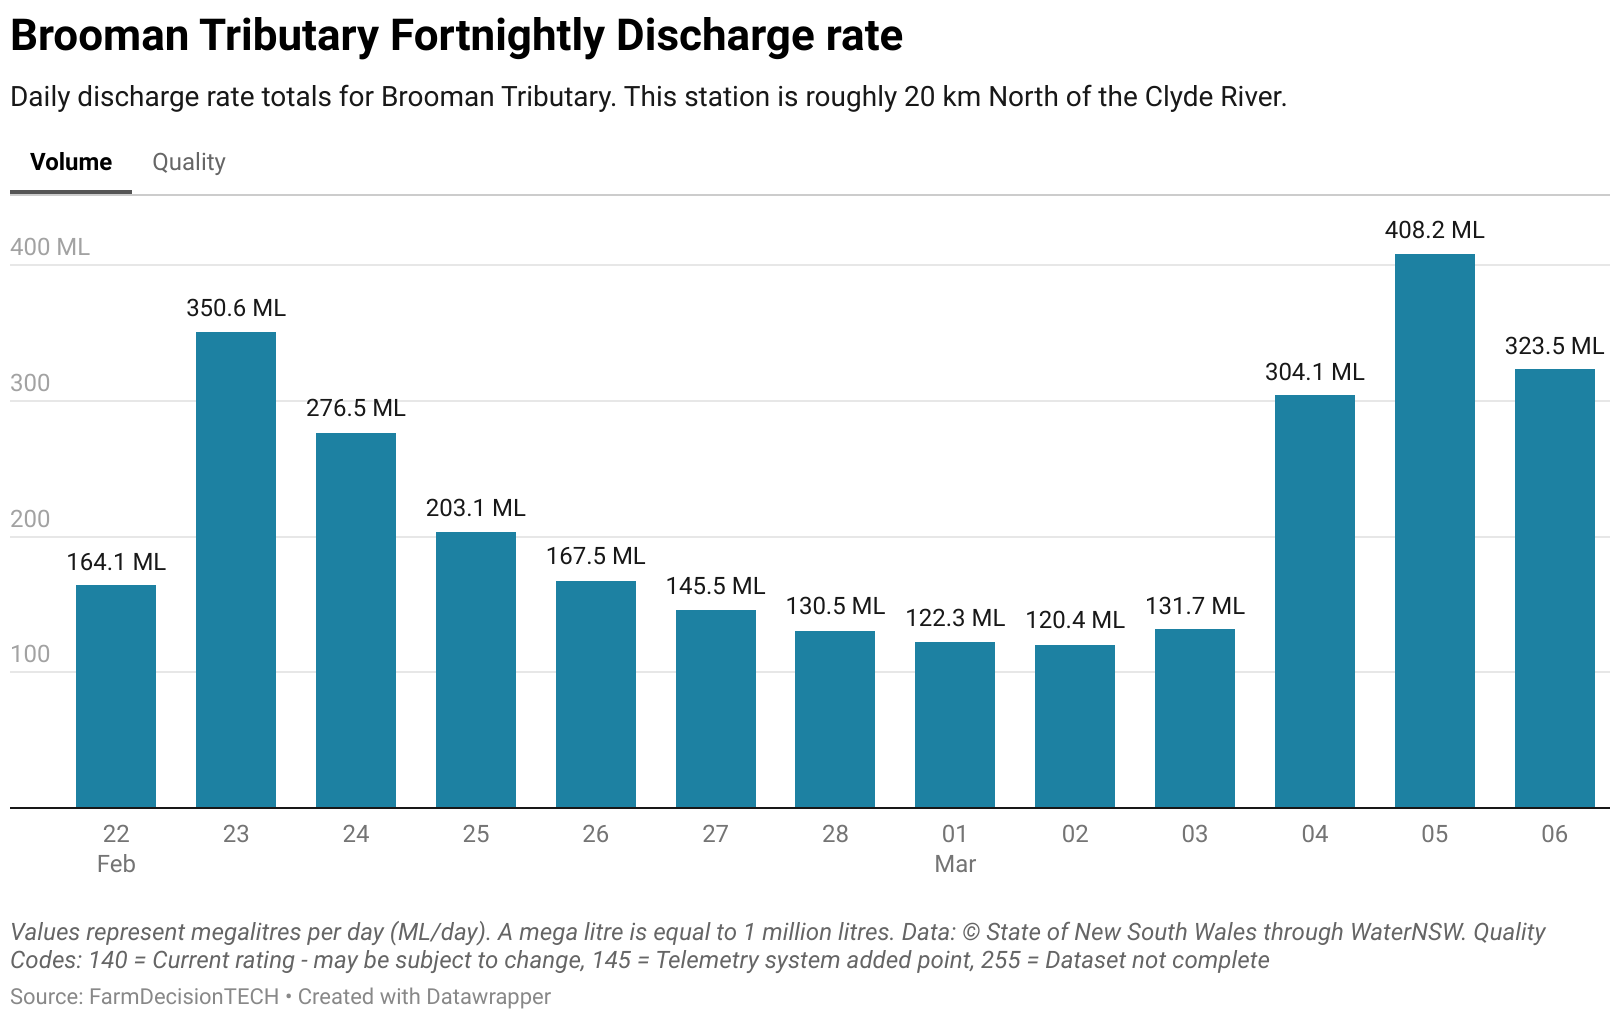 Brooman Tributary Fortnightly Discharge rate
Daily discharge rate totals for Brooman Tributary. This station is roughly 20 km North of the Clyde River.
Volume Quality
400 ML
300
200
100
164.1 ML
350.6 ML
276.5 ML
203.1 ML
167.5 ML
145.5 ML
130.5 ML
122.3 ML
120.4 ML
131.7 ML
304.1 ML
408.2 ML
323.5 ML
22 23 24 25 26 27 28 01 02 03 04 05 06
Feb Mar
Values represent megalitres per day (ML/day). A mega litre is equal to 1 million litres. Data: © State of New South Wales through WaterNSW. Quality
Codes: 140 = Current rating - may be subject to change, 145 = Telemetry system added point, 255 = Dataset not complete
Source: FarmDecisionTECH • Created with Datawrapper